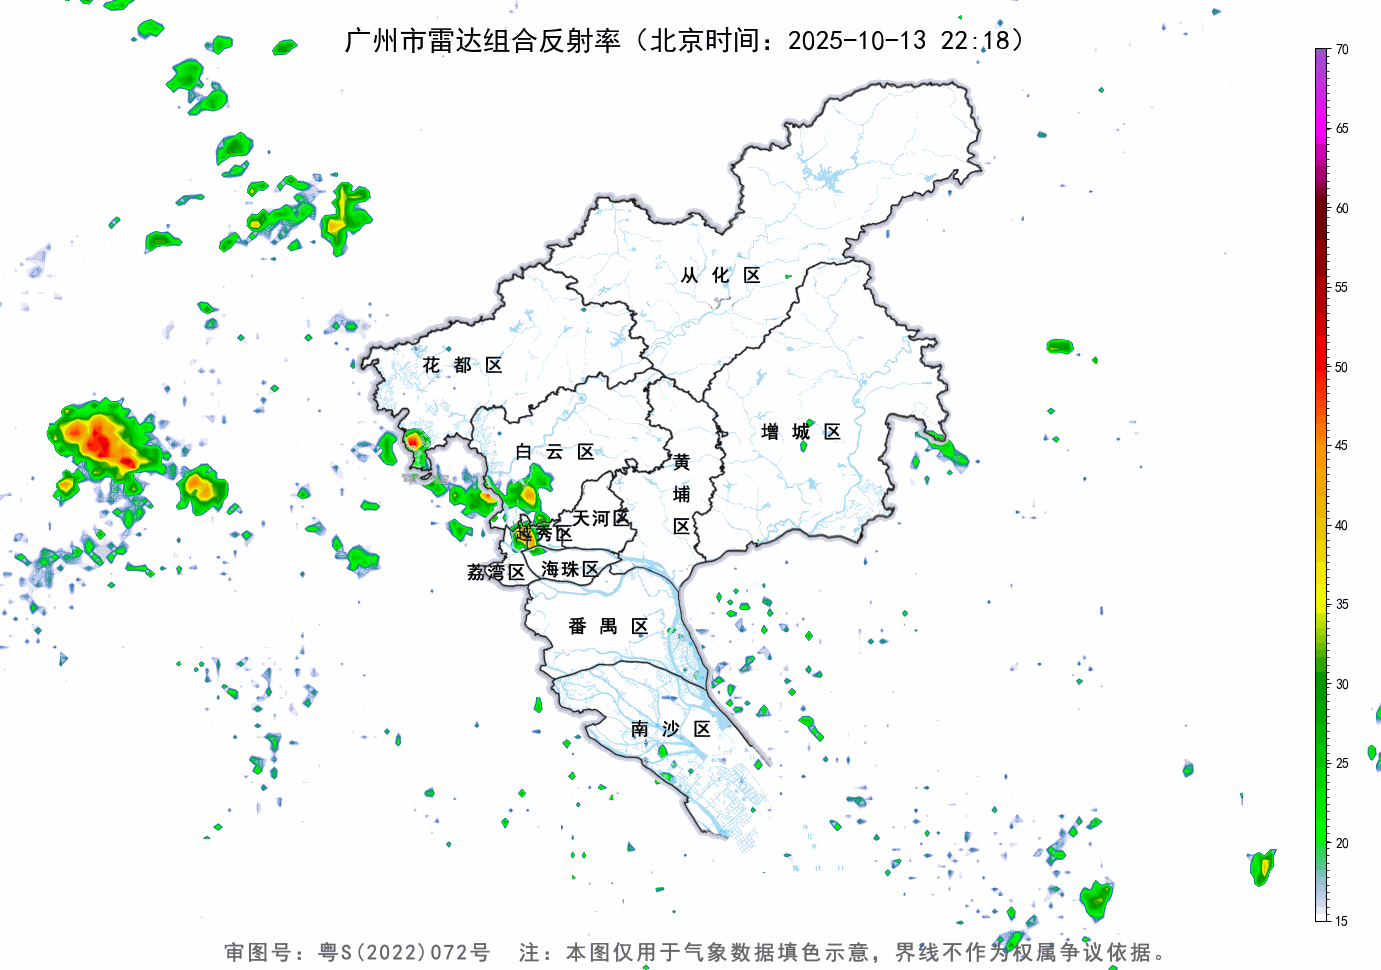 广州市雷达组合反射率（北京时间：2025-10-13 22:18）
70
65
60
55
50
45
40
35
30
25
20
15
从化区
花都区
增城区
白云区
黄埔区
天河区
越秀区
荔湾区
海珠区
番禺区
南沙区
审图号：粤S(2022)072号 注：本图仅用于气象数据填色示意，界线不作为权属争议依据。